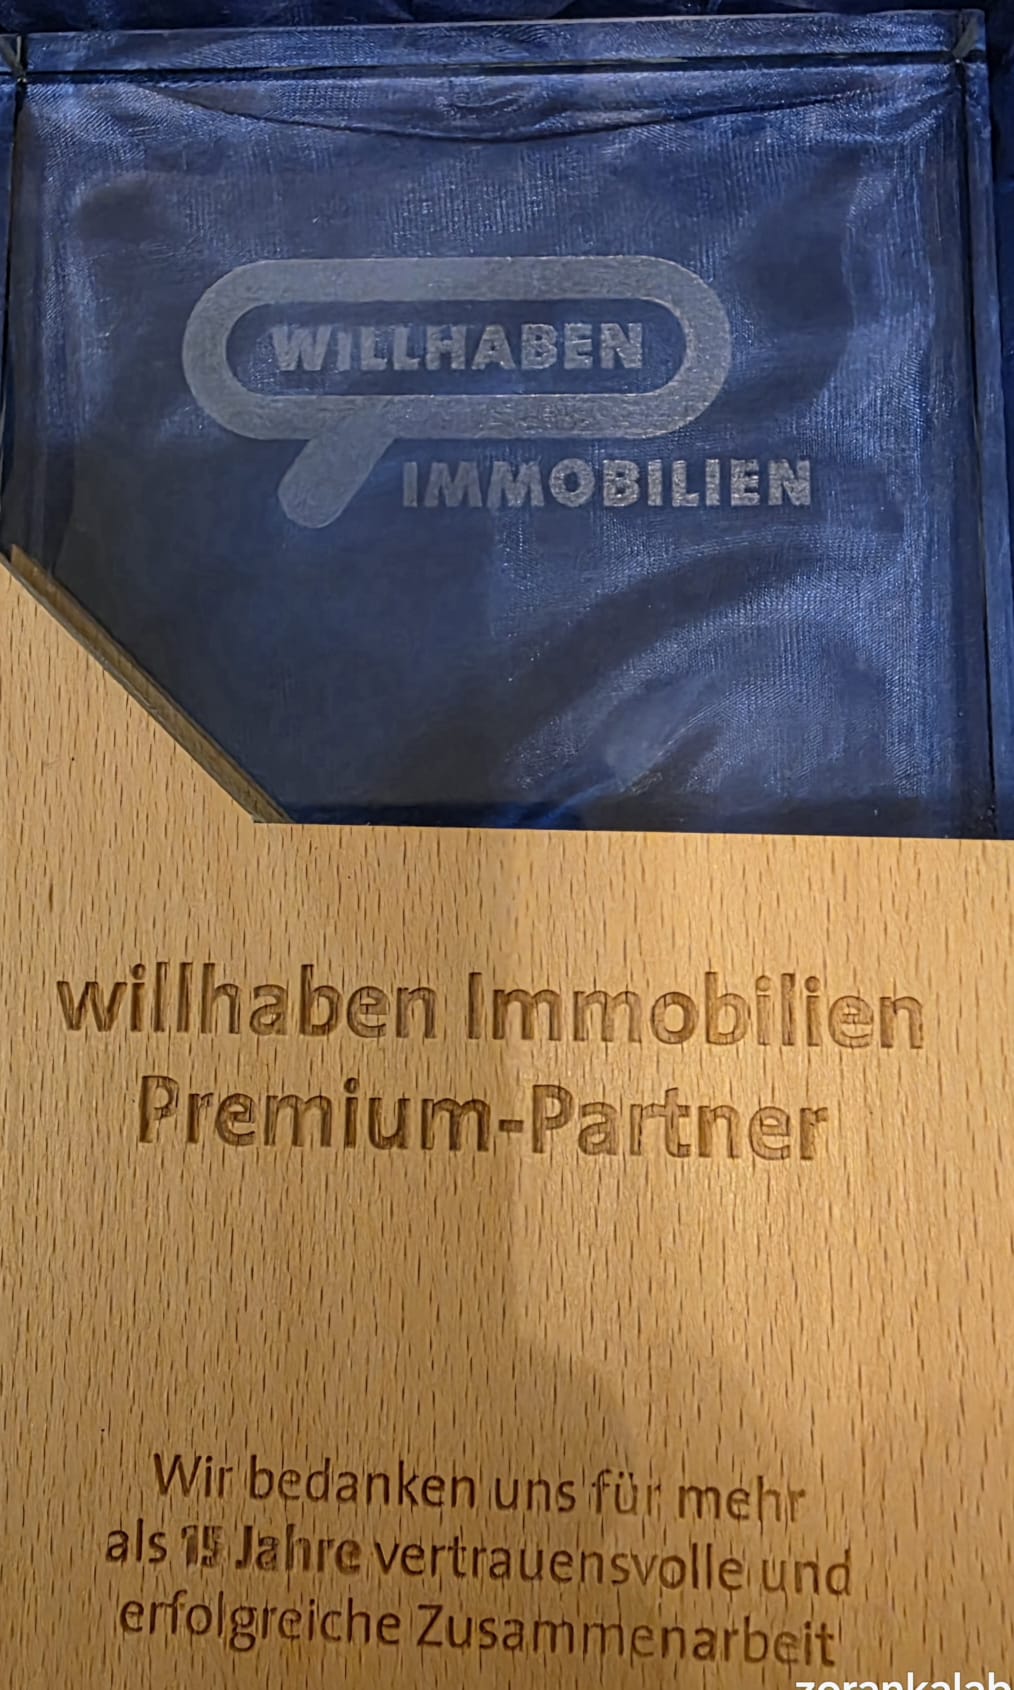 WILLHABEN
IMMOBILIEN
willhaben Immobilien
Premium-Partner
Wir bedanken uns für mehr
als 15 Jahre vertrauensvolle und
erfolgreiche Zusammenarbeit